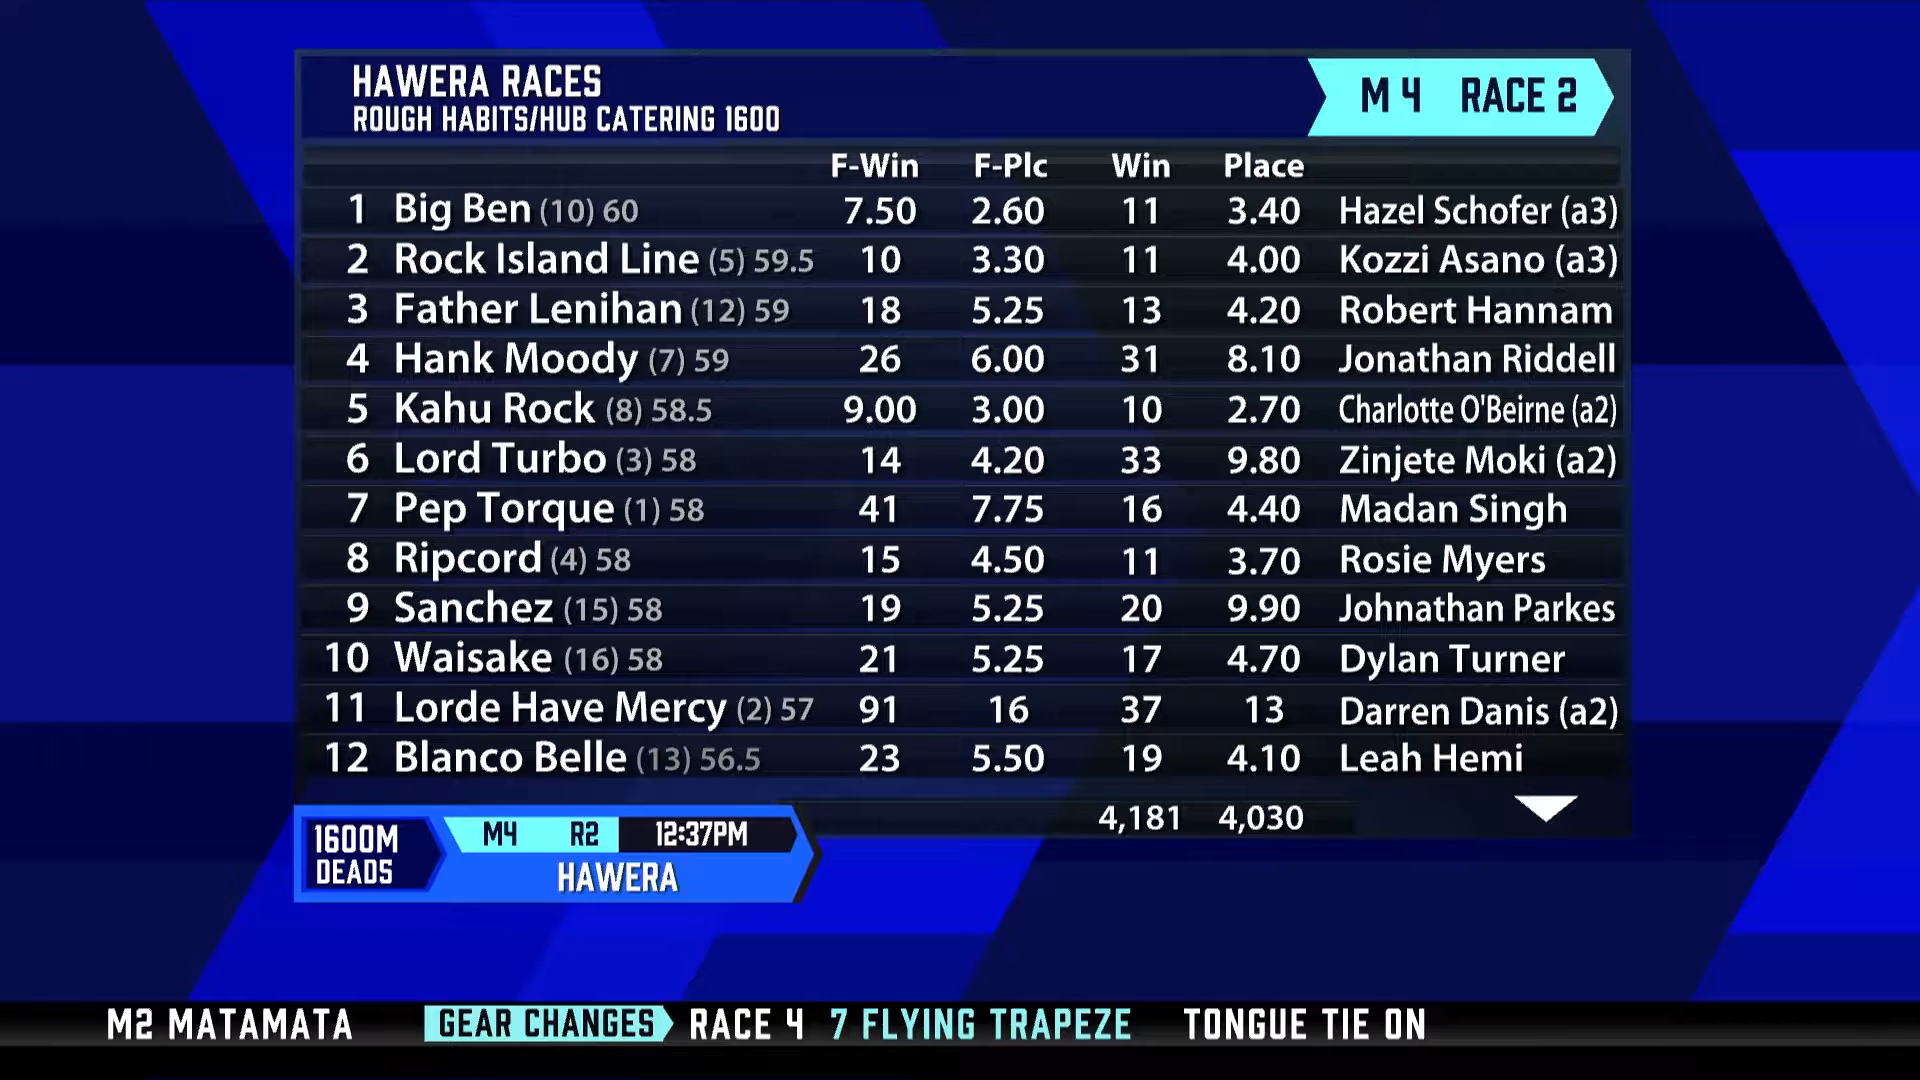 HAWERA RACES
ROUGH HABITS/HUB CATERING 1600
M 4 RACE 2
F-Win F-Plc Win Place
1 Big Ben (10) 60 7.50 2.60 11 3.40 Hazel Schofer (a3)
2 Rock Island Line (5) 59.5 10 3.30 11 4.00 Kozzi Asano (a3)
3 Father Lenihan (12) 59 18 5.25 13 4.20 Robert Hannam
4 Hank Moody (7) 59 26 6.00 31 8.10 Jonathan Riddell
5 Kahu Rock (8) 58.5 9.00 3.00 10 2.70 Charlotte O'Beirne (a2)
6 Lord Turbo (3) 58 14 4.20 33 9.80 Zinjete Moki (a2)
7 Pep Torque (1) 58 41 7.75 16 4.40 Madan Singh
8 Ripcord (4) 58 15 4.50 11 3.70 Rosie Myers
9 Sanchez (15) 58 19 5.25 20 9.90 Johnathan Parkes
10 Waisake (16) 58 21 5.25 17 4.70 Dylan Turner
11 Lorde Have Mercy (2) 57 91 16 37 13 Darren Danis (a2)
12 Blanco Belle (13) 56.5 23 5.50 19 4.10 Leah Hemi
4,181 4,030
1600M DEADS
M4 R2 12:37PM
HAWERA
M2 MATAMATA GEAR CHANGES RACE 4 7 FLYING TRAPEZE TONGUE TIE ON